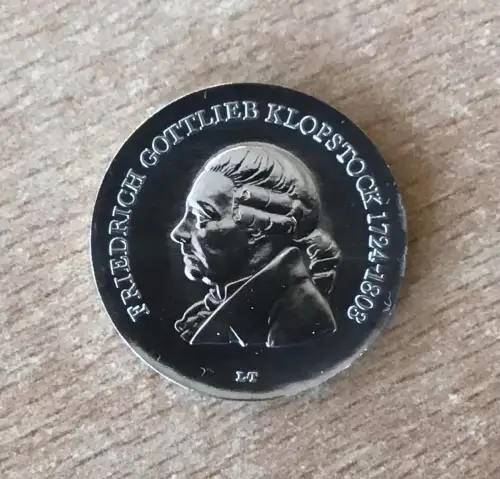 FRIEDRICH GOTTLIEB KLOPSTOCK 1724-1803
LT